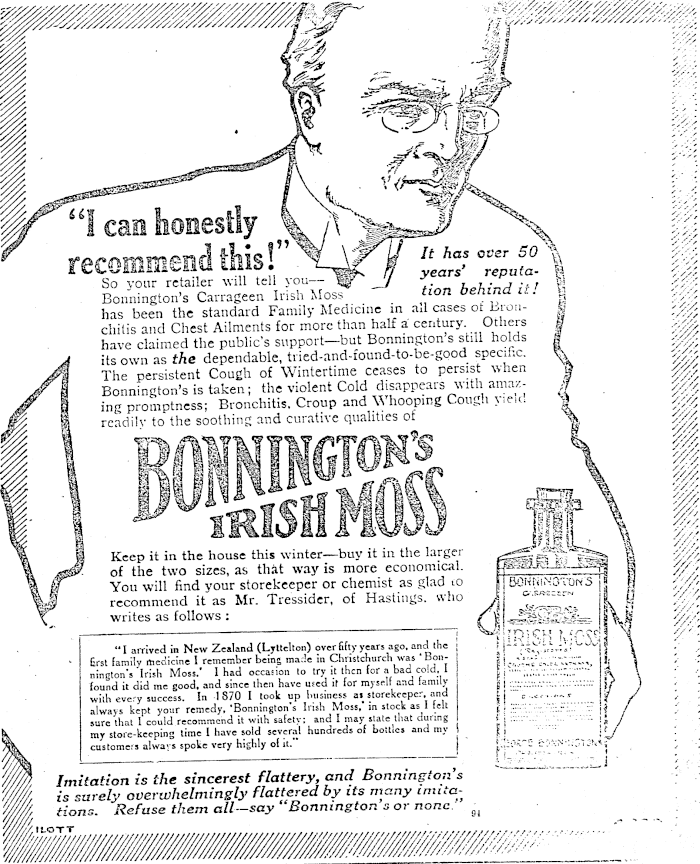 "I can honestly
recommend this!"
It has over 50
years' reputa-
tion behind it!
So your retailer will tell you—
Bonnington's Carrageen Irish Moss
has been the standard Family Medicine in all cases of Bron-
chitis and Chest Ailments for more than half a century. Others
have claimed the public's support—but Bonnington's still holds
its own as the dependable, tried-and-found-to-be-good specific.
The persistent Cough of Wintertime ceases to persist when
Bonnington's is taken; the violent Cold disappears with amaz-
ing promptness; Bronchitis, Croup and Whooping Cough yield
readily to the soothing and curative qualities of
BONNINGTON'S
IRISH MOSS
Keep it in the house this winter—buy it in the larger
of the two sizes, as that way is more economical.
You will find your storekeeper or chemist as glad to
recommend it as Mr. Tressider, of Hastings, who
writes as follows:
"I arrived in New Zealand (Lyttelton) over fifty years ago, and the
first family medicine I remember being made in Christchurch was 'Bon-
nington's Irish Moss.' I had occasion to try it then for a bad cold, I
found it did me good, and since then have used it for myself and family
with every success. In 1870 I took up business as storekeeper, and
always kept your remedy, 'Bonnington's Irish Moss,' in stock as I felt
sure that I could recommend it with safety; and I may state that during
my store-keeping time I have sold several hundreds of bottles and my
customers always spoke very highly of it."
Imitation is the sincerest flattery, and Bonnington's
is surely overwhelmingly flattered by its many imita-
tions. Refuse them all—say "Bonnington's or none."
94
ILOTT
BONNINGTON'S
CARRAGEEN
IRISH MOSS
GEORGE BONNINGTON